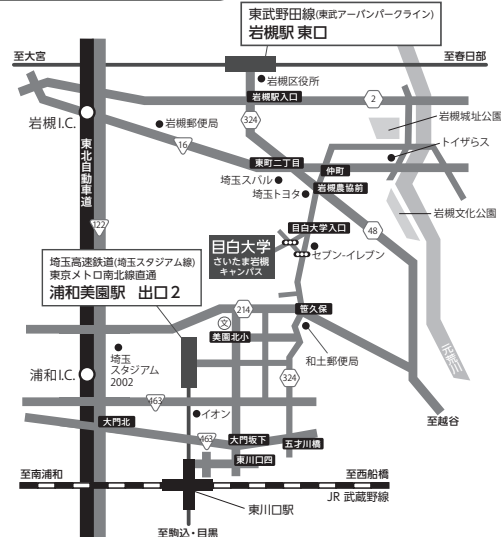 東武野田線(東武アーバンパークライン)
岩槻駅 東口
至大宮
至春日部
岩槻区役所
岩槻駅入口
2
岩槻城址公園
岩槻I.C.
岩槻郵便局
324
トイザらス
16
東町二丁目
仲町
東北自動車道
埼玉スバル
埼玉トヨタ
岩槻農協前
岩槻文化公園
122
目白大学入口
48
目白大学
さいたま岩槻
キャンパス
セブン-イレブン
埼玉高速鉄道(埼玉スタジアム線)
東京メトロ南北線直通
浦和美園駅 出口2
214
笹久保
文
美園北小
和土郵便局
元荒川
埼玉
スタジアム
2002
浦和I.C.
324
463
イオン
至越谷
大門北
463
大門坂下
五才川橋
東川口四
至南浦和
至西船橋
JR 武蔵野線
東川口駅
至駒込・目黒